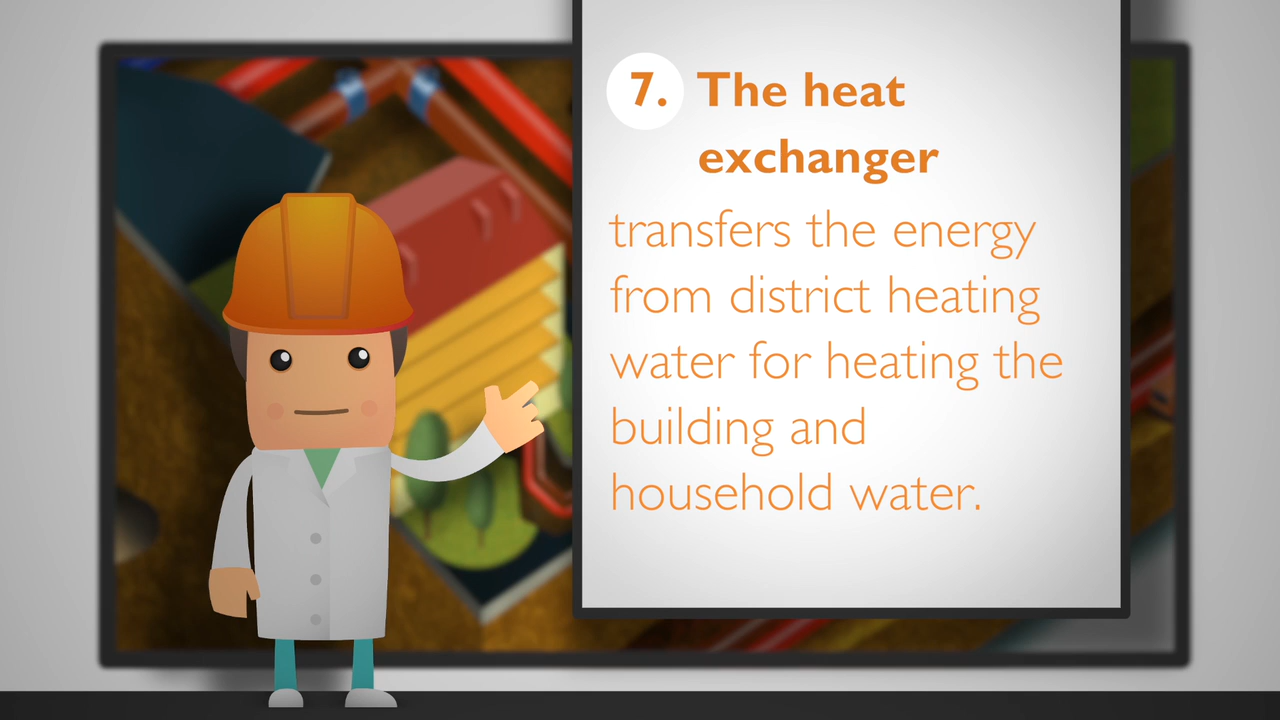 7. The heat
exchanger
transfers the energy
from district heating
water for heating the
building and
household water.